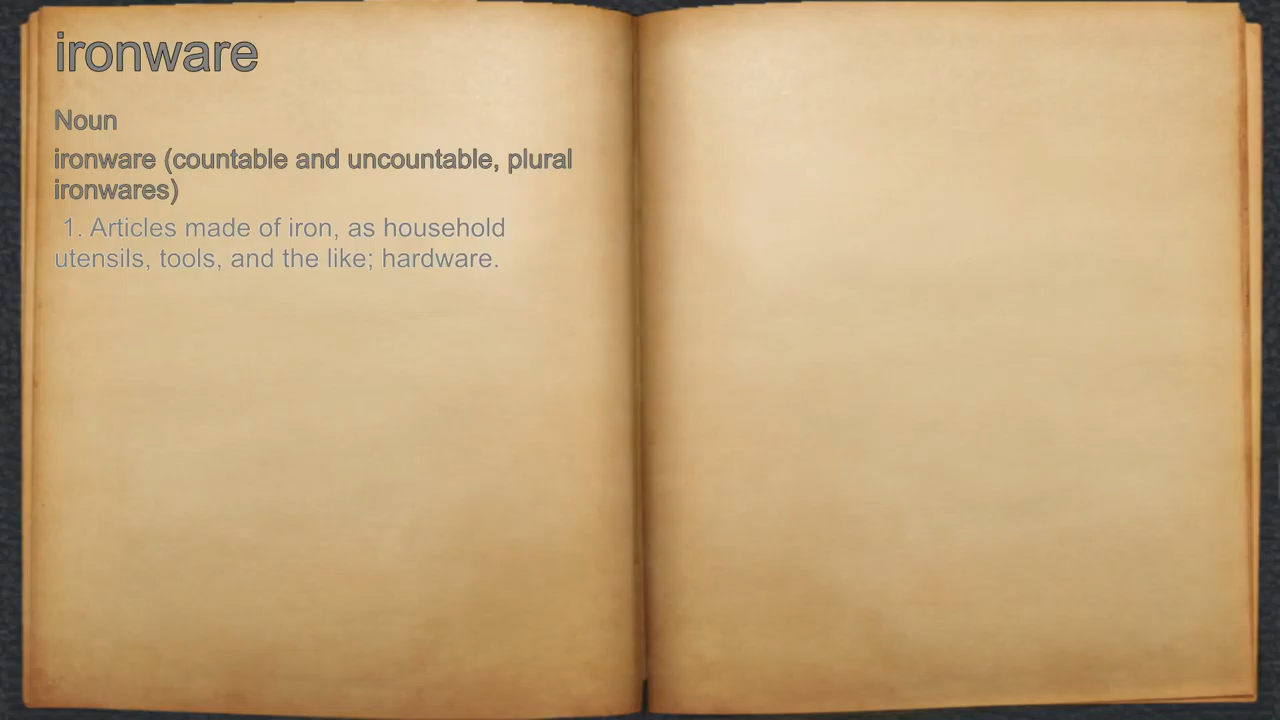 ironware
Noun
ironware (countable and uncountable, plural
ironwares)
1. Articles made of iron, as household
utensils, tools, and the like; hardware.